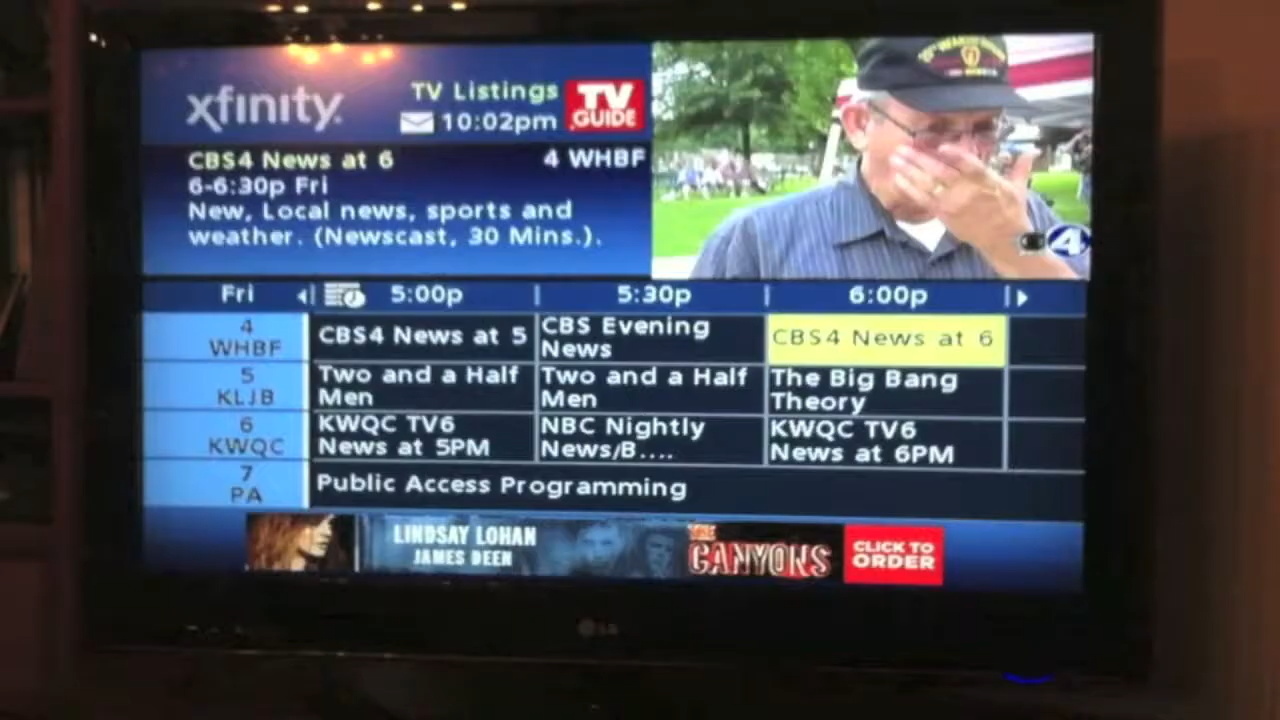 xfinity.
TV Listings
TV GUIDE
10:02pm
CBS4 News at 6
4 WHBF
6-6:30p Fri
New, Local news, sports and
weather. (Newscast, 30 Mins.).
4
Fri
5:00p
5:30p
6:00p
4
WHBF
CBS4 News at 5
CBS Evening
News
CBS4 News at 6
5
KLJB
Two and a Half
Men
Two and a Half
Men
The Big Bang
Theory
6
KWQC
KWQC TV6
News at 5PM
NBC Nightly
News/B....
KWQC TV6
News at 6PM
7
PA
Public Access Programming
LINDSAY LOHAN
JAMES DEEN
THE
CANYONS
CLICK TO
ORDER
LG